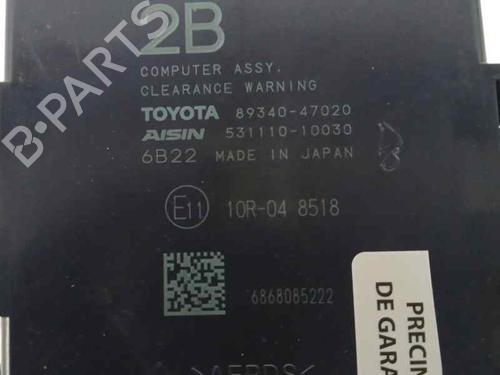 2B
COMPUTER ASSY,
CLEARANCE WARNING
TOYOTA 89340-47020
AISIN 531110-10030
6B22 MADE IN JAPAN
E11 10R-04 8518
6868085222
PRECIN
DE GARA
B-PARTS